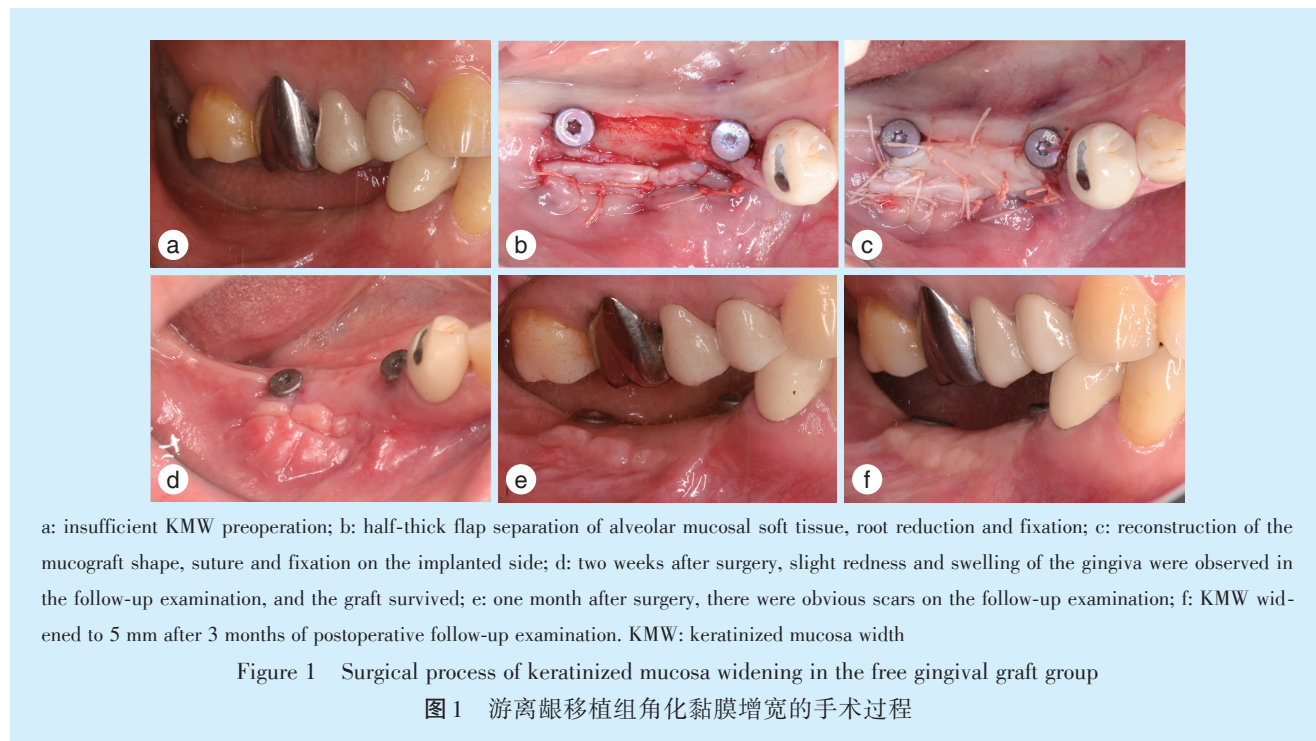 a
b
c
d
e
f
a: insufficient KMW preoperation; b: half-thick flap separation of alveolar mucosal soft tissue, root reduction and fixation; c: reconstruction of the
mucograft shape, suture and fixation on the implanted side; d: two weeks after surgery, slight redness and swelling of the gingiva were observed in
the follow-up examination, and the graft survived; e: one month after surgery, there were obvious scars on the follow-up examination; f: KMW wid-
ened to 5 mm after 3 months of postoperative follow-up examination. KMW: keratinized mucosa width
Figure 1 Surgical process of keratinized mucosa widening in the free gingival graft group
图1 游离龈移植组角化黏膜增宽的手术过程